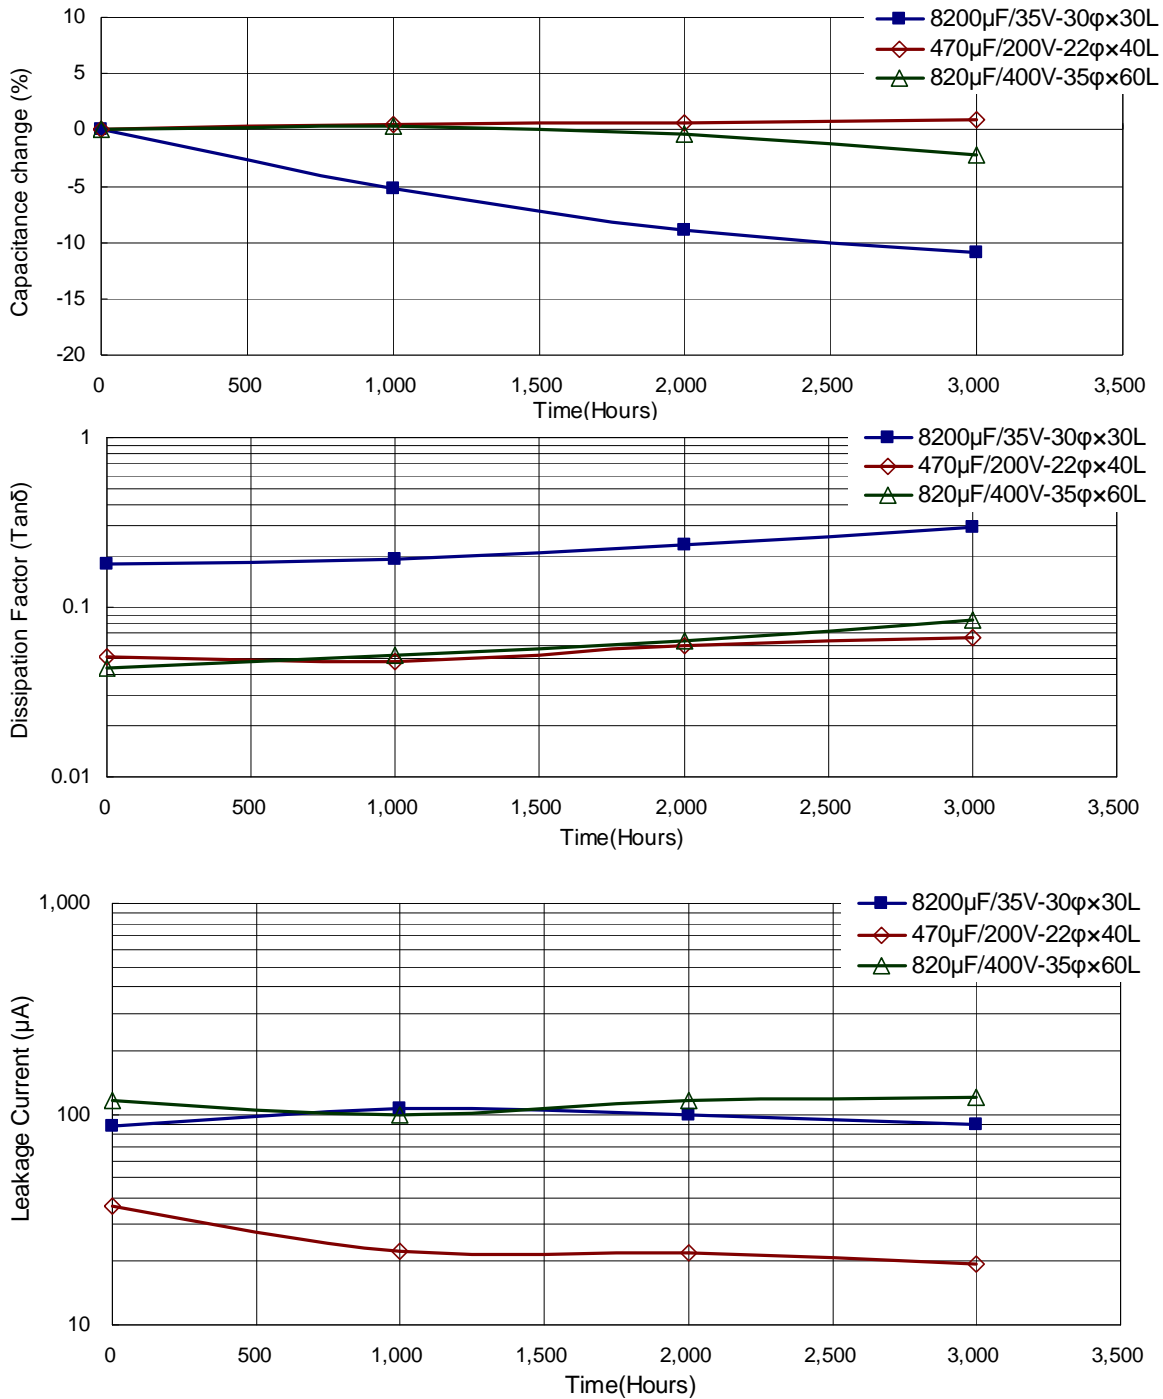 10
5
0
-5
-10
-15
-20
Capacitance change (%)
8200µF/35V-30φ×30L
470µF/200V-22φ×40L
820µF/400V-35φ×60L
0 500 1,000 1,500 2,000 2,500 3,000 3,500
Time(Hours)
1
0.1
0.01
Dissipation Factor (Tanδ)
8200µF/35V-30φ×30L
470µF/200V-22φ×40L
820µF/400V-35φ×60L
0 500 1,000 1,500 2,000 2,500 3,000 3,500
Time(Hours)
1,000
100
10
Leakage Current (µA)
8200µF/35V-30φ×30L
470µF/200V-22φ×40L
820µF/400V-35φ×60L
0 500 1,000 1,500 2,000 2,500 3,000 3,500
Time(Hours)